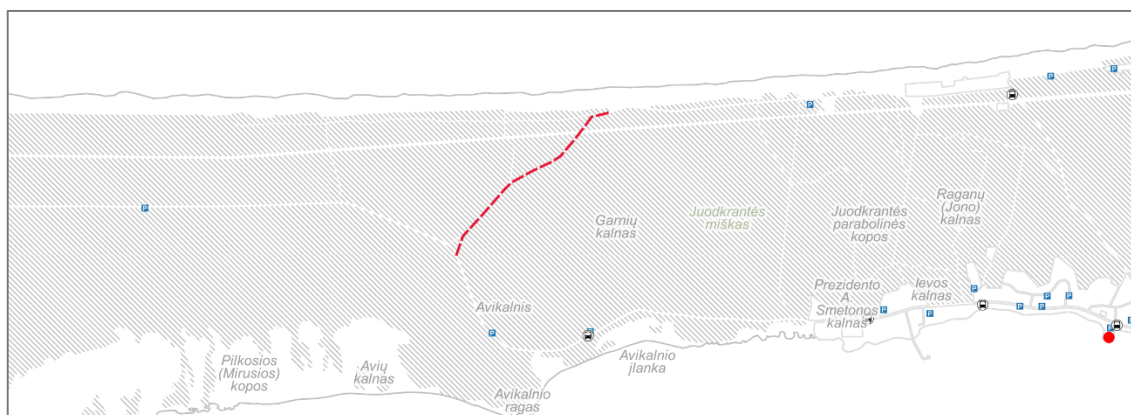 P
P
P
Raganų
(Jono)
kalnas
P
Garnių
kalnas
Juodkrantės
miškas
Juodkrantės
parabolinės
kopos
Prezidento
A.
Smetonos
kalnas
Ievos
kalnas
P
P
P
P
P
P
P
P
P
Avikalnis
P
P
Pilkosios
(Mirusios)
kopos
Avių
kalnas
Avikalnio
įlanka
Avikalnio
ragas